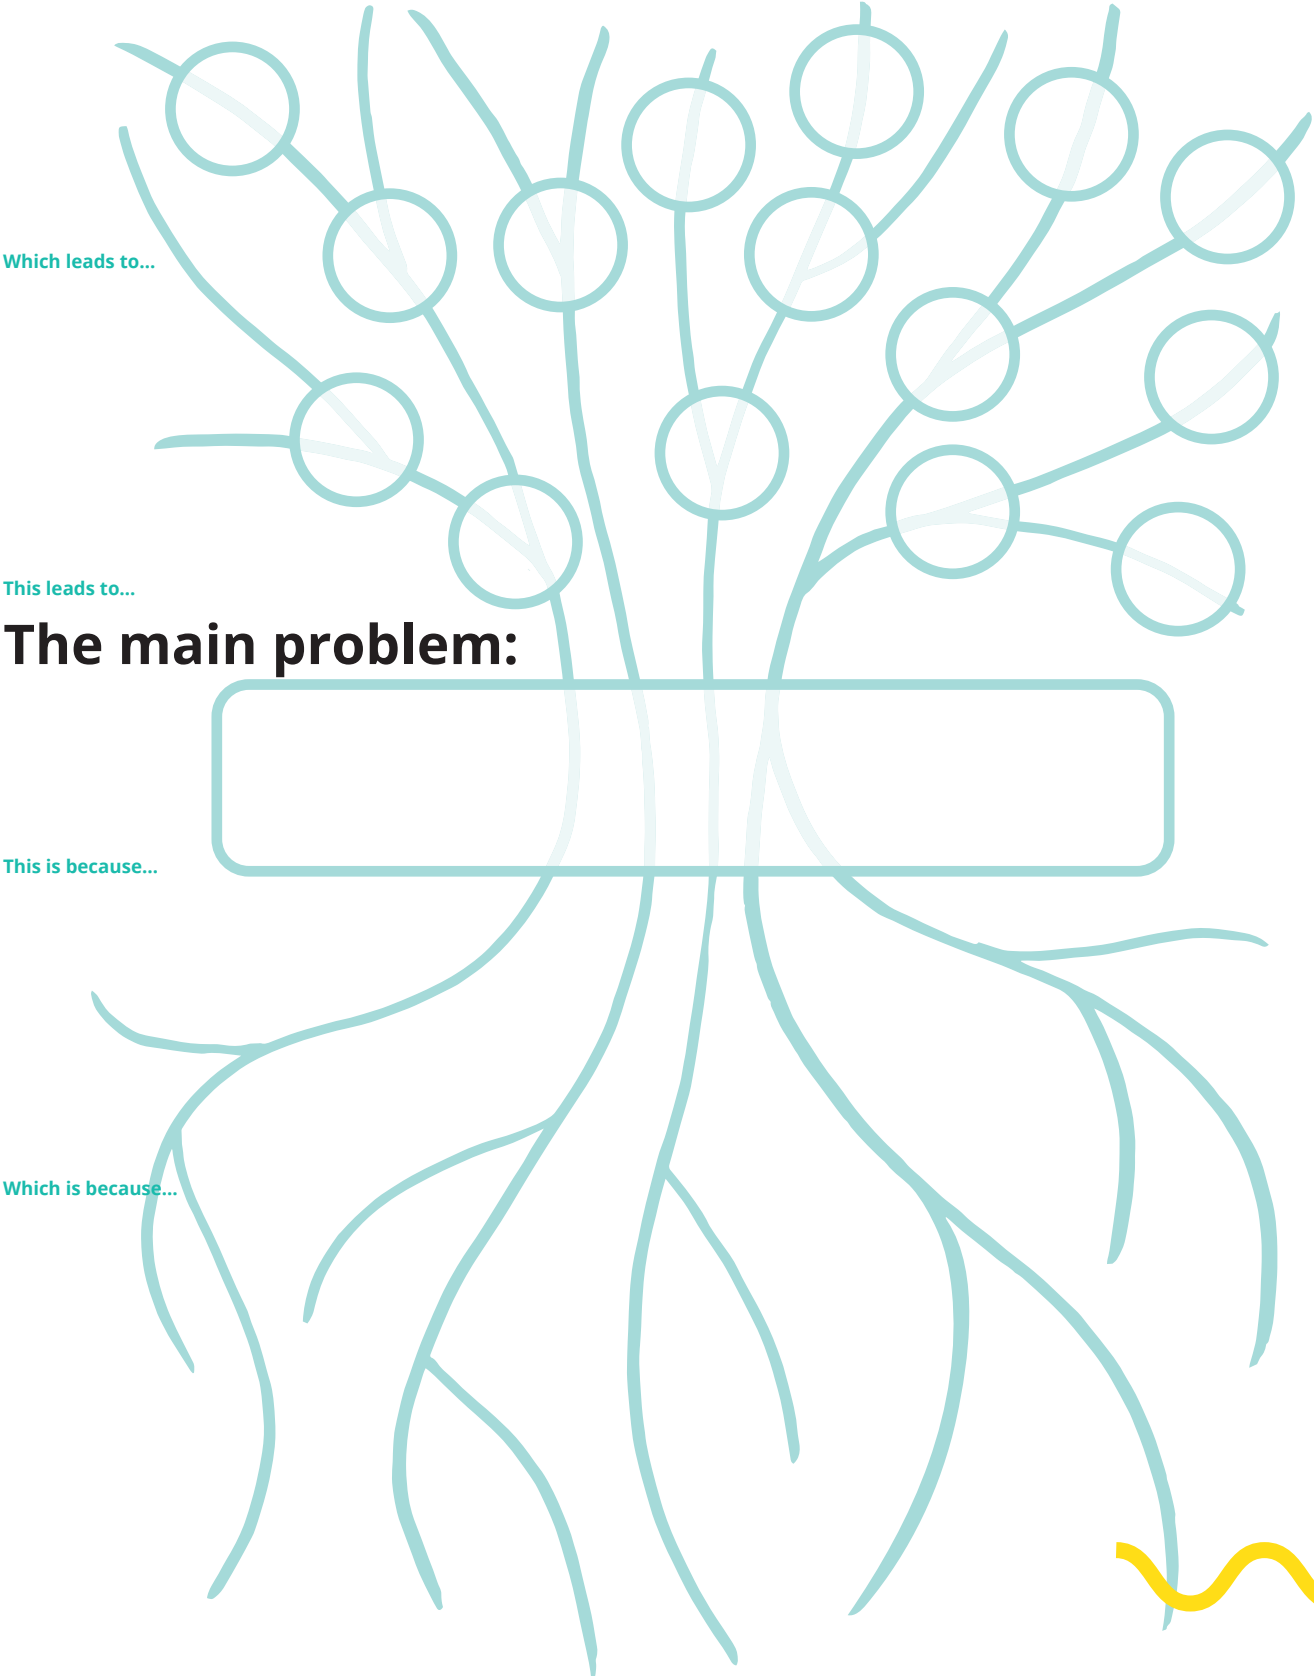 Which leads to...
This leads to...
The main problem:
This is because...
Which is because...